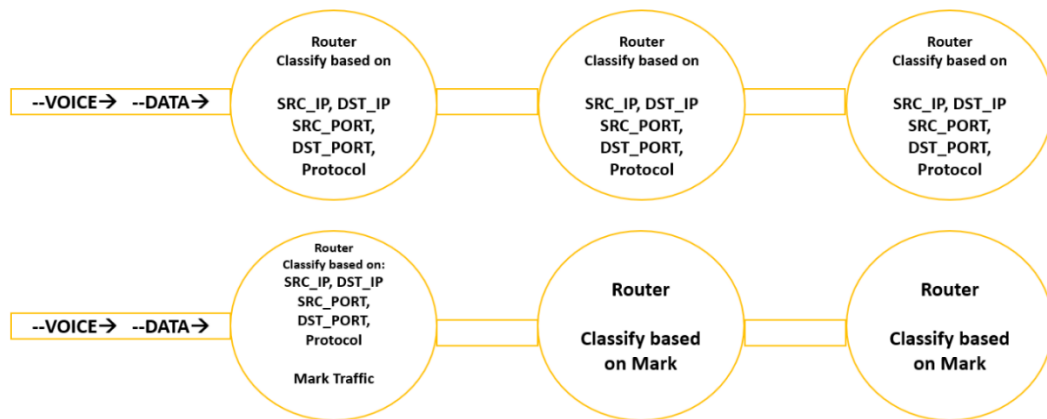 --VOICE→ --DATA→
Router
Classify based on
SRC_IP, DST_IP
SRC_PORT,
DST_PORT,
Protocol
Router
Classify based on
SRC_IP, DST_IP
SRC_PORT,
DST_PORT,
Protocol
Router
Classify based on
SRC_IP, DST_IP
SRC_PORT,
DST_PORT,
Protocol
--VOICE→ --DATA→
Router
Classify based on:
SRC_IP, DST_IP
SRC_PORT,
DST_PORT,
Protocol
Mark Traffic
Router
Classify based
on Mark
Router
Classify based
on Mark